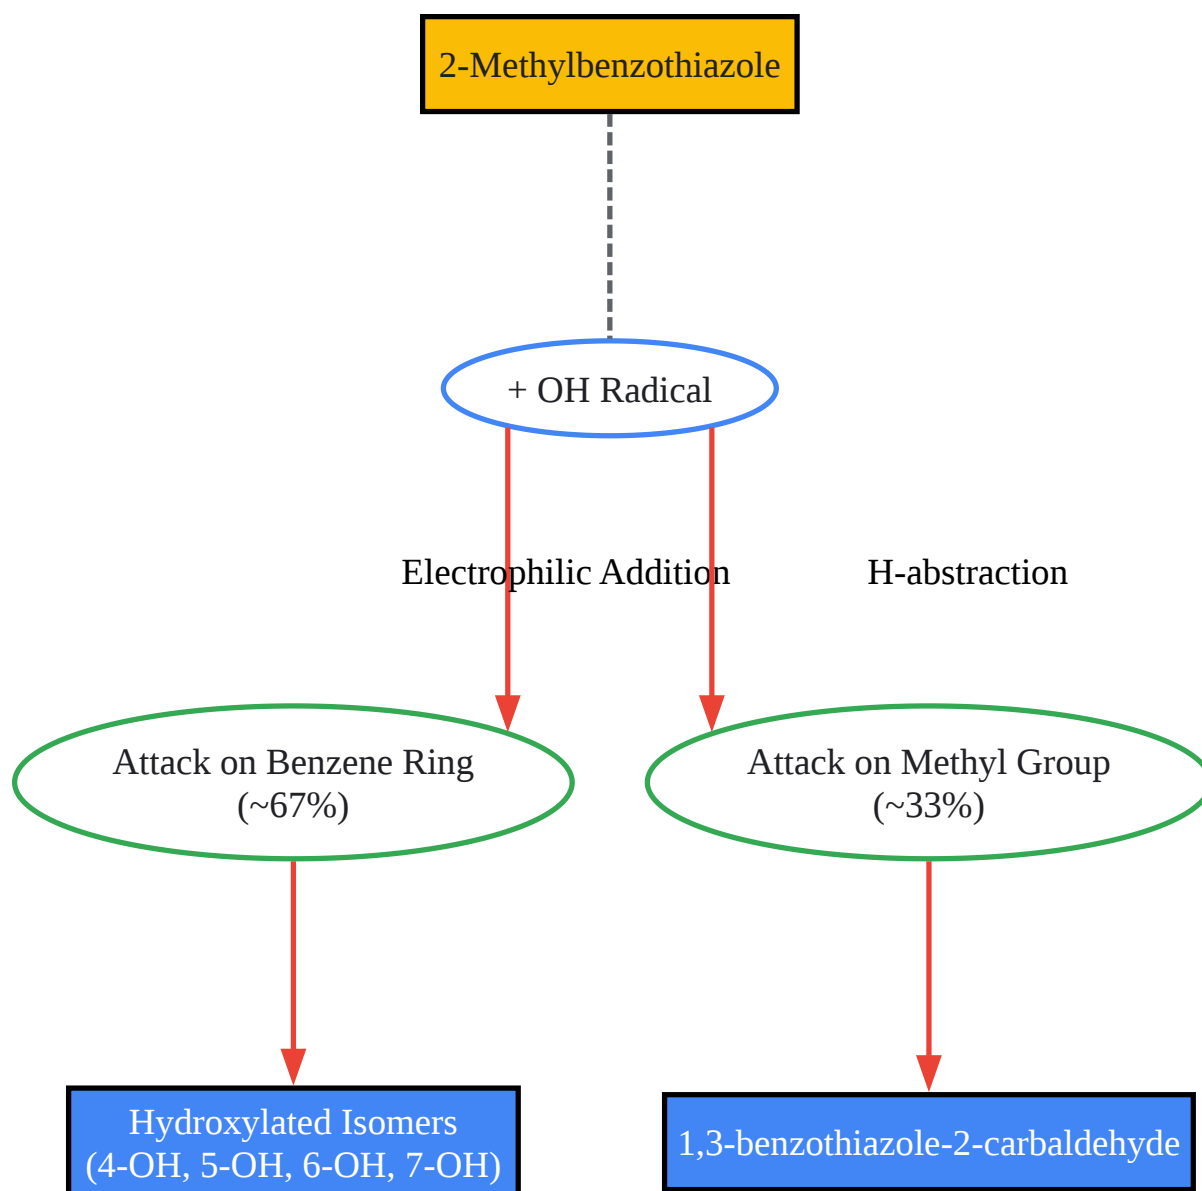 2-Methylbenzothiazole
+ OH Radical
Electrophilic Addition
H-abstraction
Attack on Benzene Ring
(~67%)
Attack on Methyl Group
(~33%)
Hydroxylated Isomers
(4-OH, 5-OH, 6-OH, 7-OH)
1,3-benzothiazole-2-carbaldehyde